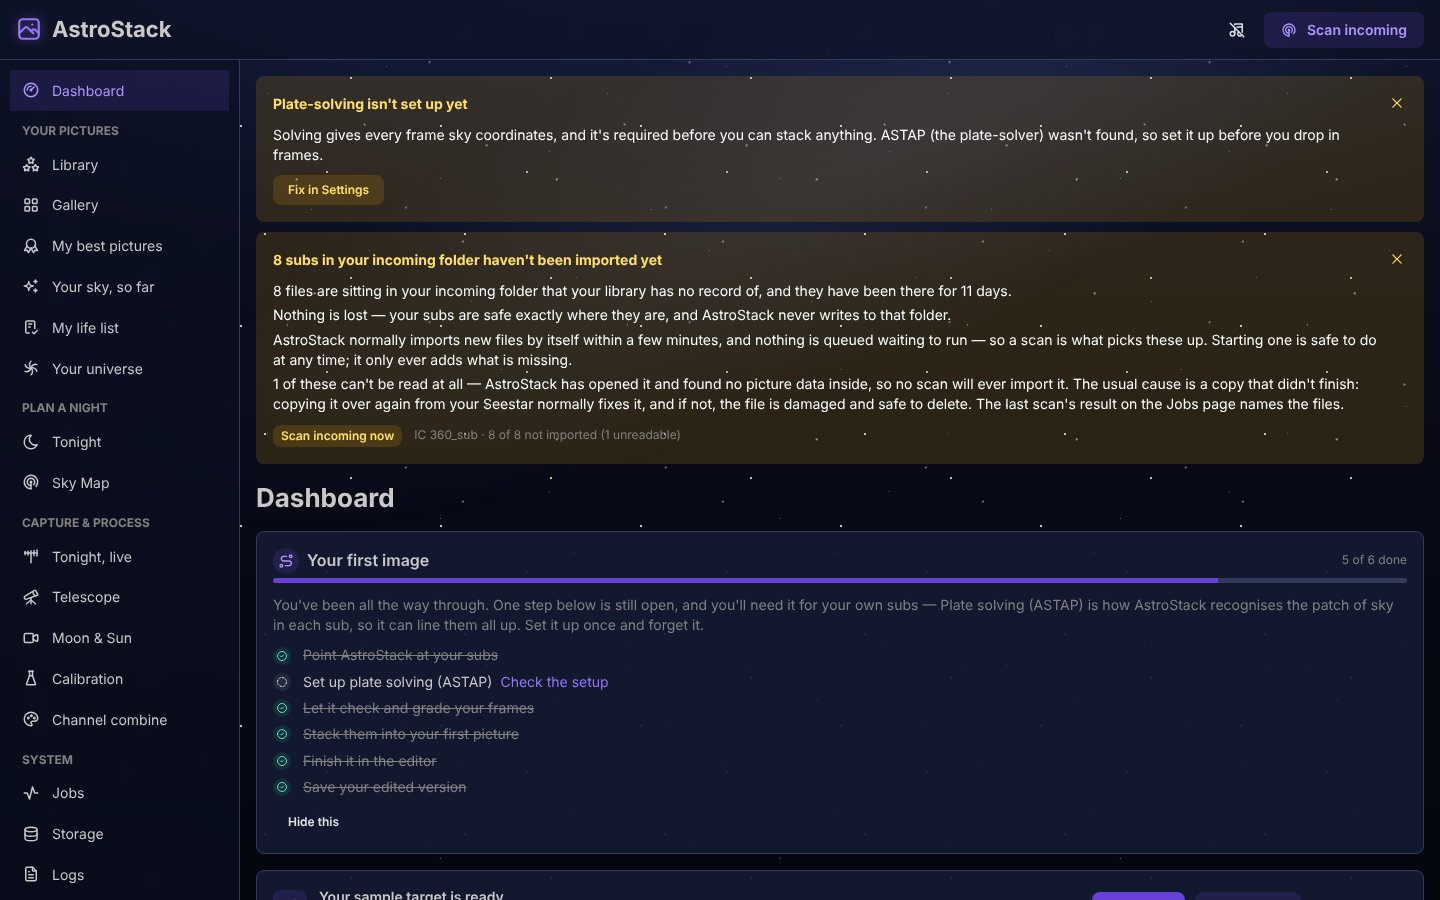 AstroStack
Scan incoming
Dashboard
YOUR PICTURES
Library
Gallery
My best pictures
Your sky, so far
My life list
Your universe
PLAN A NIGHT
Tonight
Sky Map
CAPTURE & PROCESS
Tonight, live
Telescope
Moon & Sun
Calibration
Channel combine
SYSTEM
Jobs
Storage
Logs
Plate-solving isn't set up yet
Solving gives every frame sky coordinates, and it's required before you can stack anything. ASTAP (the plate-solver) wasn't found, so set it up before you drop in
frames.
Fix in Settings
8 subs in your incoming folder haven't been imported yet
8 files are sitting in your incoming folder that your library has no record of, and they have been there for 11 days.
Nothing is lost — your subs are safe exactly where they are, and AstroStack never writes to that folder.
AstroStack normally imports new files by itself within a few minutes, and nothing is queued waiting to run — so a scan is what picks these up. Starting one is safe to do
at any time; it only ever adds what is missing.
1 of these can't be read at all — AstroStack has opened it and found no picture data inside, so no scan will ever import it. The usual cause is a copy that didn't finish:
copying it over again from your Seestar normally fixes it, and if not, the file is damaged and safe to delete. The last scan's result on the Jobs page names the files.
Scan incoming now
IC 360_sub · 8 of 8 not imported (1 unreadable)
Dashboard
Your first image
5 of 6 done
You've been all the way through. One step below is still open, and you'll need it for your own subs — Plate solving (ASTAP) is how AstroStack recognises the patch of sky
in each sub, so it can line them all up. Set it up once and forget it.
Point AstroStack at your subs
Set up plate solving (ASTAP) Check the setup
Let it check and grade your frames
Stack them into your first picture
Finish it in the editor
Save your edited version
Hide this
Your sample target is ready